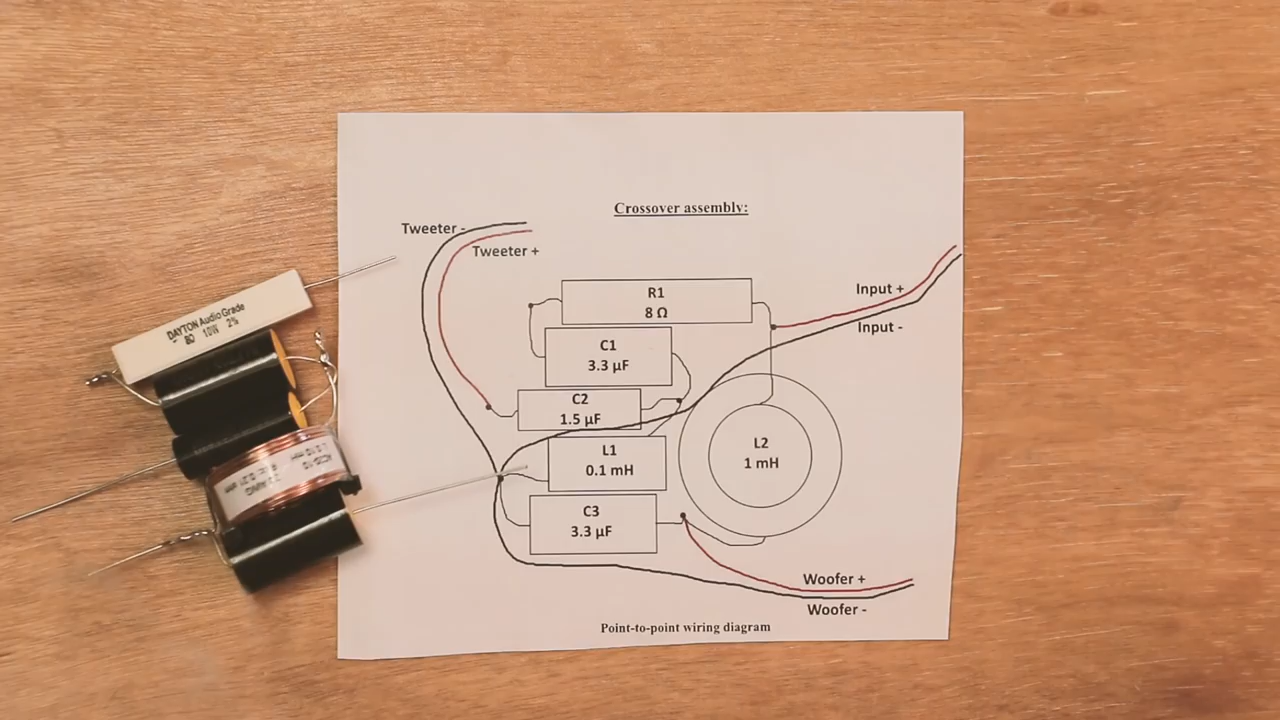 Crossover assembly:
Tweeter -
Tweeter +
R1
8 Ω
Input +
Input -
C1
3.3 µF
C2
1.5 µF
L1
0.1 mH
L2
1 mH
C3
3.3 µF
Woofer +
Woofer -
Point-to-point wiring diagram
DAYTON Audio Grade
8Ω 10W 2%